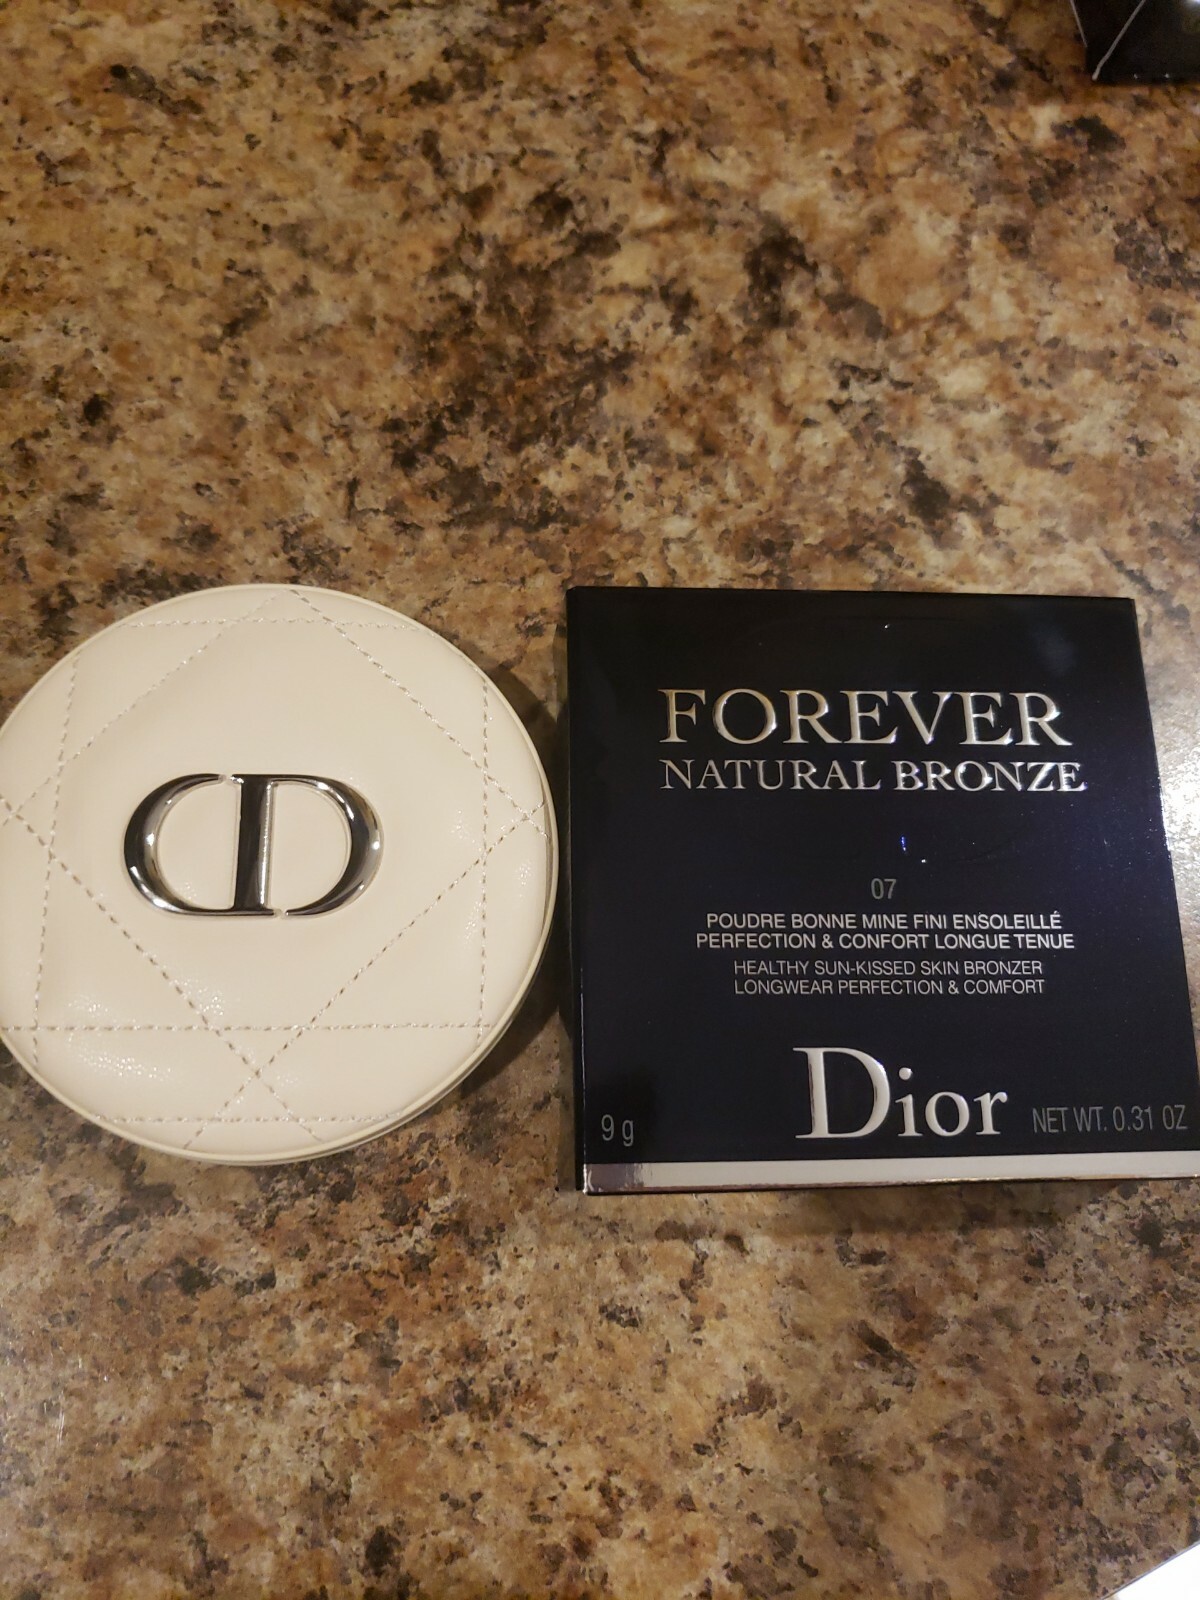 CD
FOREVER
NATURAL BRONZE
07
POUDRE BONNE MINE FINI ENSOLEILLÉ
PERFECTION & CONFORT LONGUE TENUE
HEALTHY SUN-KISSED SKIN BRONZER
LONGWEAR PERFECTION & COMFORT
9 g
Dior
NET WT. 0.31 OZ